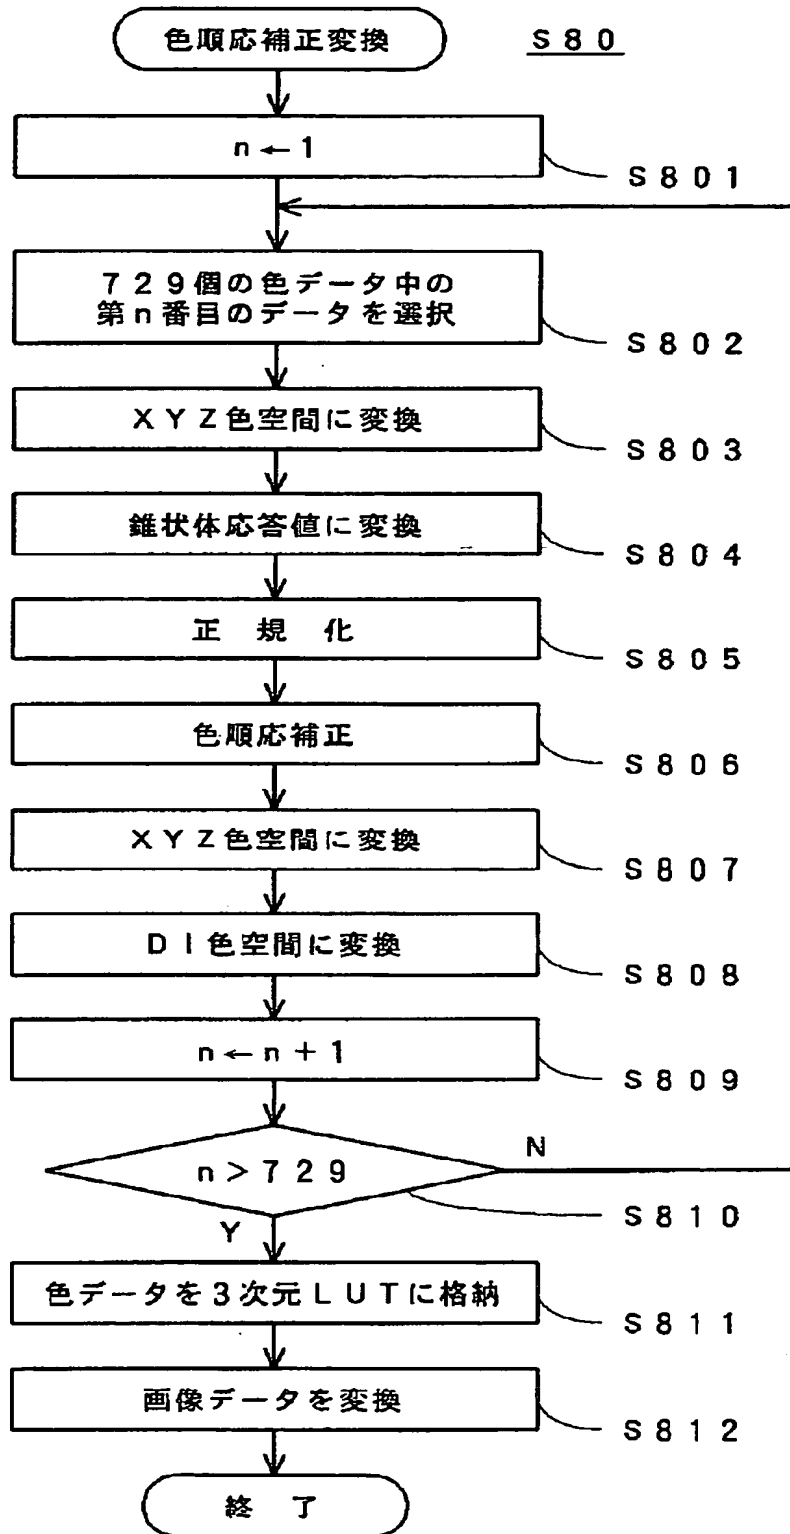 色順応補正変換
S80
n←1
S801
729個の色データ中の
第n番目のデータを選択
S802
XYZ色空間に変換
S803
錐状体応答値に変換
S804
正規化
S805
色順応補正
S806
XYZ色空間に変換
S807
DI色空間に変換
S808
n←n+1
S809
n>729
N
S810
Y
色データを3次元LUTに格納
S811
画像データを変換
S812
終了